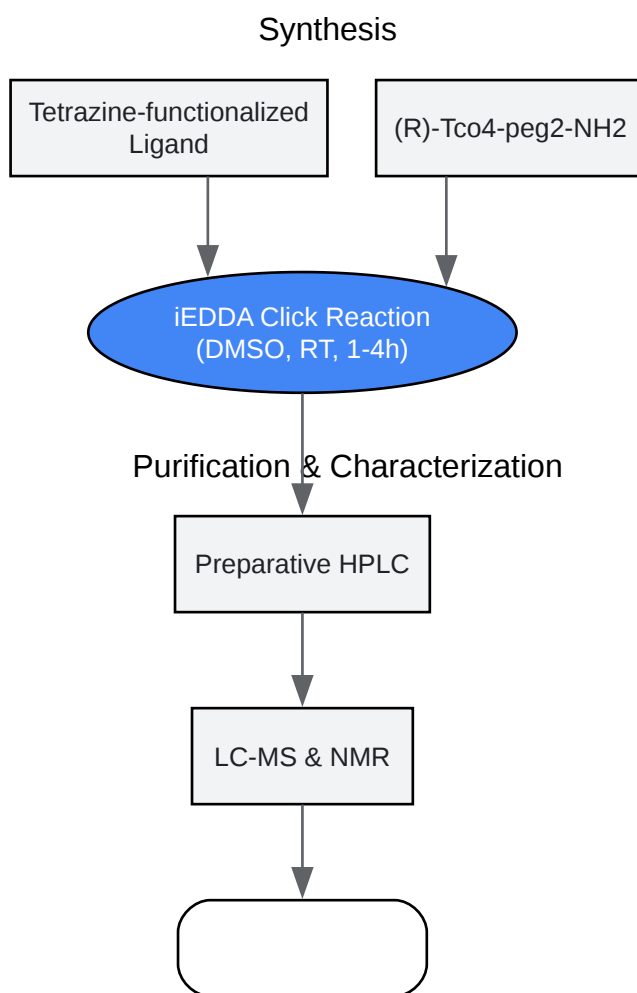 Synthesis
Tetrazine-functionalized
Ligand
(R)-Tco4-peg2-NH2
iEDDA Click Reaction
(DMSO, RT, 1-4h)
Purification & Characterization
Preparative HPLC
LC-MS & NMR